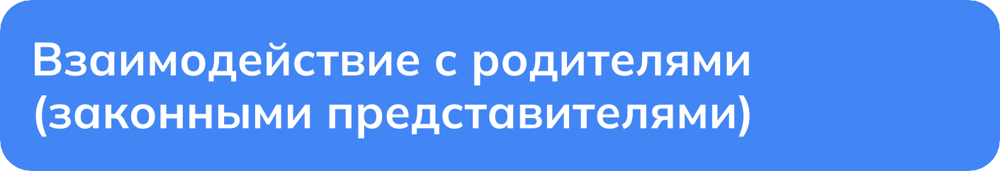 Взаимодействие с родителями
(законными представителями)